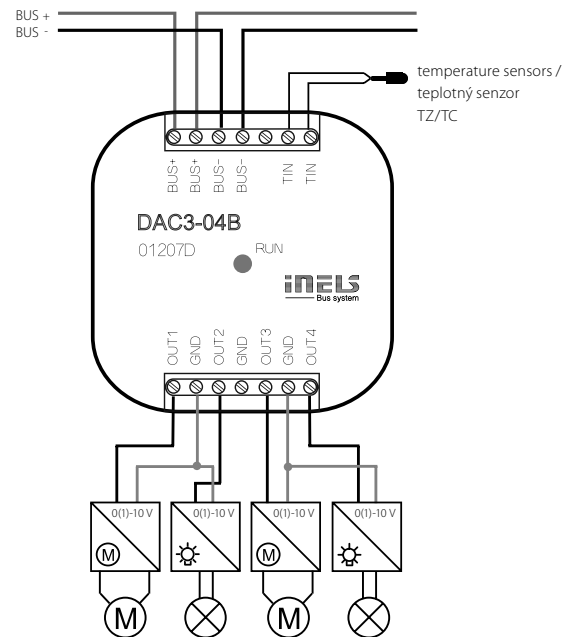 BUS +
BUS -
temperature sensors /
teplotný senzor
TZ/TC
BUS+ BUS+ BUS- BUS- TIN TIN
DAC3-04B
01207D
RUN
iNELS
Bus system
OUT1 GND OUT2 GND OUT3 GND OUT4
0(1)-10 V 0(1)-10 V 0(1)-10 V 0(1)-10 V
M M
M M